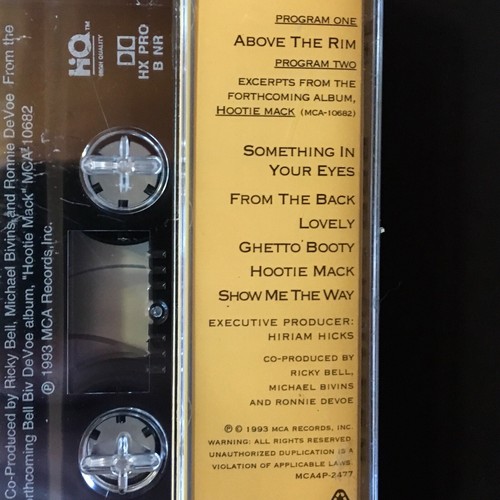 PROGRAM ONE
ABOVE THE RIM
PROGRAM TWO
EXCERPTS FROM THE
FORTHCOMING ALBUM,
HOOTIE MACK (MCA-10682)
SOMETHING IN
YOUR EYES
FROM THE BACK
LOVELY
GHETTO BOOTY
HOOTIE MACK
SHOW ME THE WAY
EXECUTIVE PRODUCER:
HIRIAM HICKS
CO-PRODUCED BY
RICKY BELL,
MICHAEL BIVINS
AND RONNIE DEVOE
℗ © 1993 MCA RECORDS, INC.
WARNING: ALL RIGHTS RESERVED.
UNAUTHORIZED DUPLICATION IS A
VIOLATION OF APPLICABLE LAWS.
MCA4P-2477
HQ™
HIGH QUALITY
HX PRO
B NR
Co-Produced by Ricky Bell, Michael Bivins and Ronnie DeVoe From the
rthcoming Bell Biv DeVoe album, "Hootie Mack" MCA-10682
℗ 1993 MCA Records, Inc.